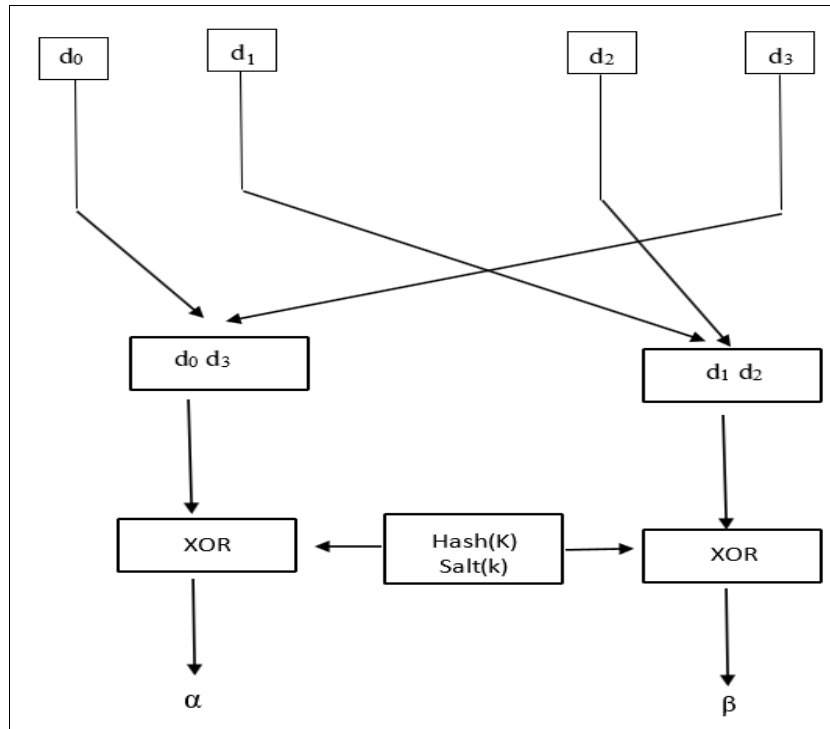 d₀
d₁
d₂
d₃
d₀ d₃
d₁ d₂
XOR
Hash(K)
Salt(k)
XOR
α
β